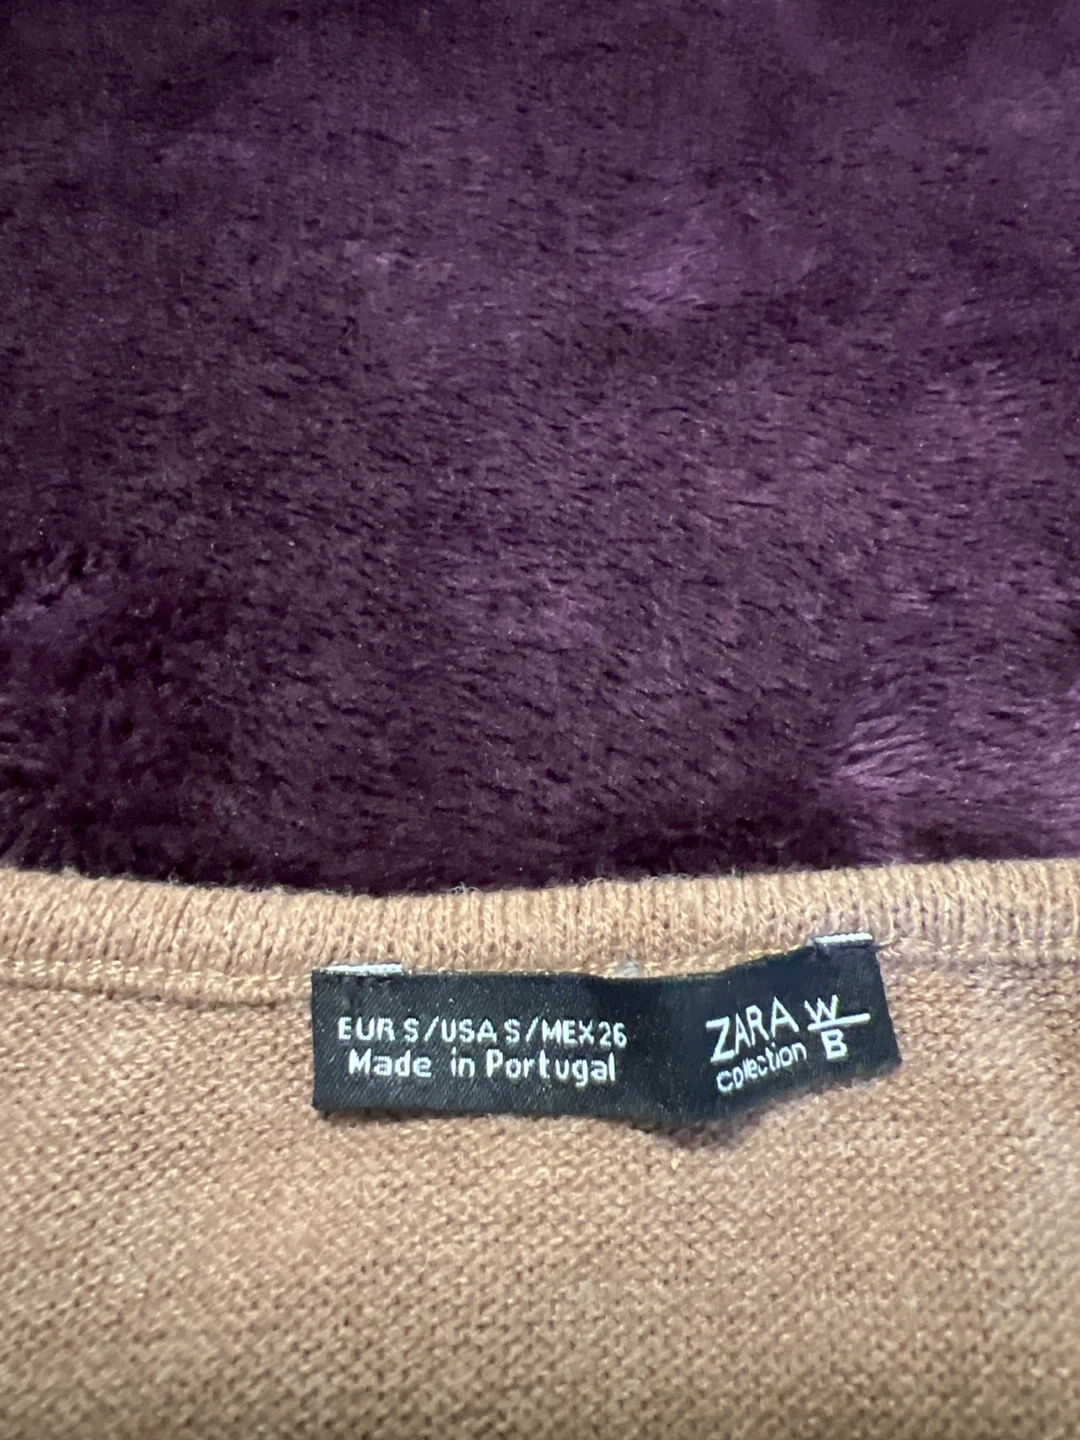 EUR S/USA S/MEX 26
Made in Portugal
ZARA W
collection B